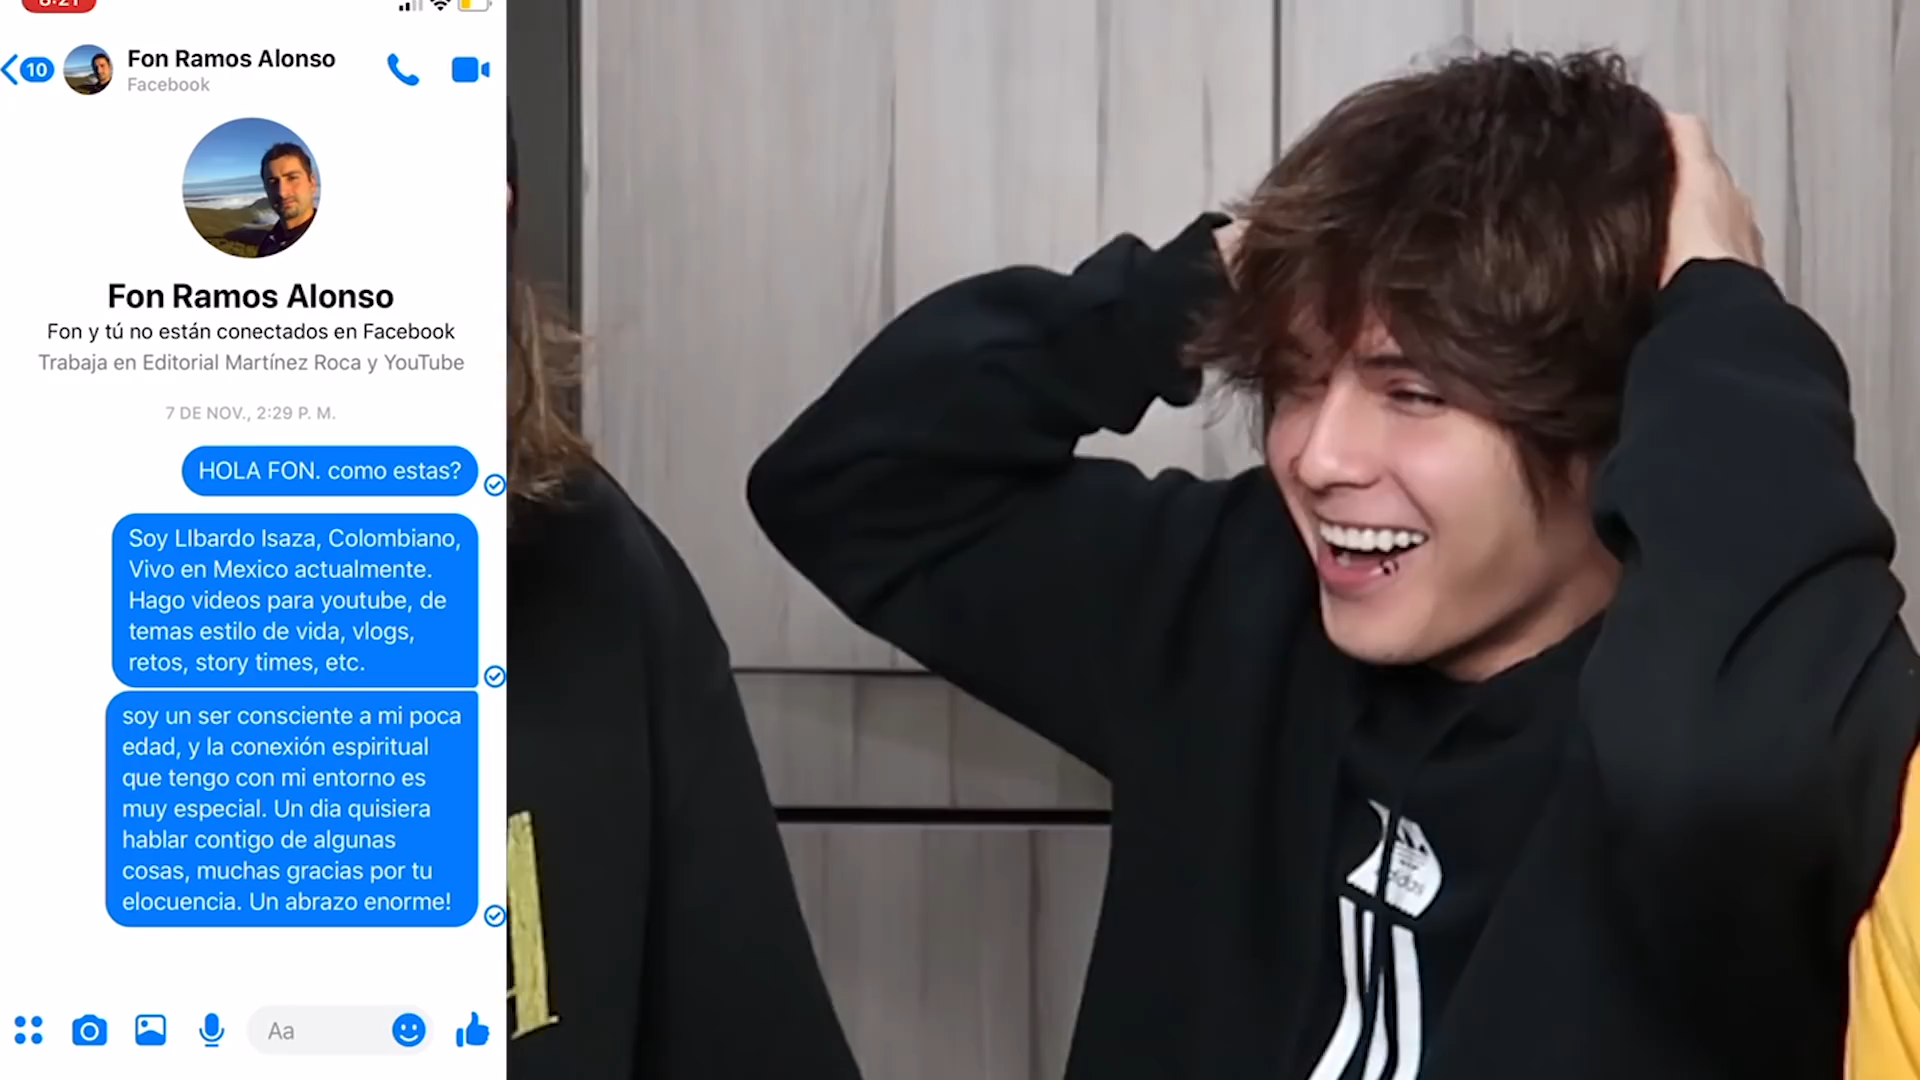 8:21
10
Fon Ramos Alonso
Facebook
Fon Ramos Alonso
Fon y tú no están conectados en Facebook
Trabaja en Editorial Martínez Roca y YouTube
7 DE NOV., 2:29 P. M.
HOLA FON. como estas?
Soy LIbardo Isaza, Colombiano,
Vivo en Mexico actualmente.
Hago videos para youtube, de
temas estilo de vida, vlogs,
retos, story times, etc.
soy un ser consciente a mi poca
edad, y la conexión espiritual
que tengo con mi entorno es
muy especial. Un dia quisiera
hablar contigo de algunas
cosas, muchas gracias por tu
elocuencia. Un abrazo enorme!
Aa
adidas